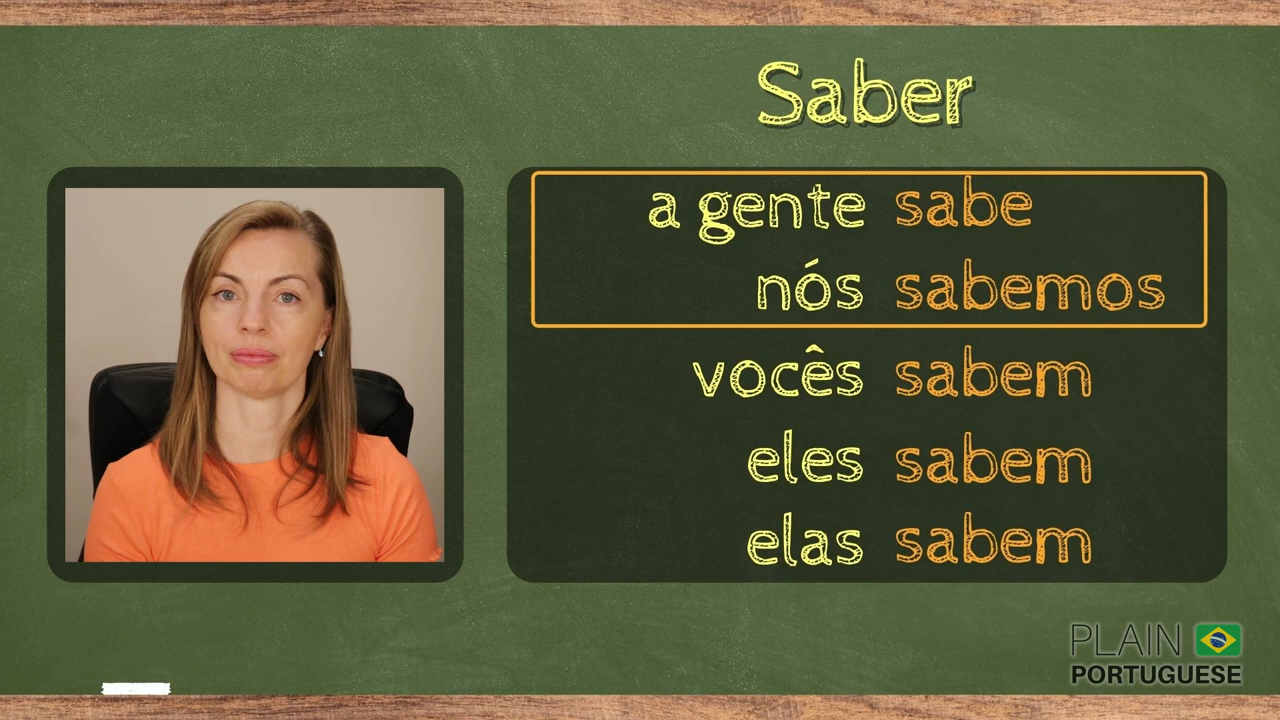 Saber
a gente sabe
nós sabemos
vocês sabem
eles sabem
elas sabem
PLAIN
PORTUGUESE